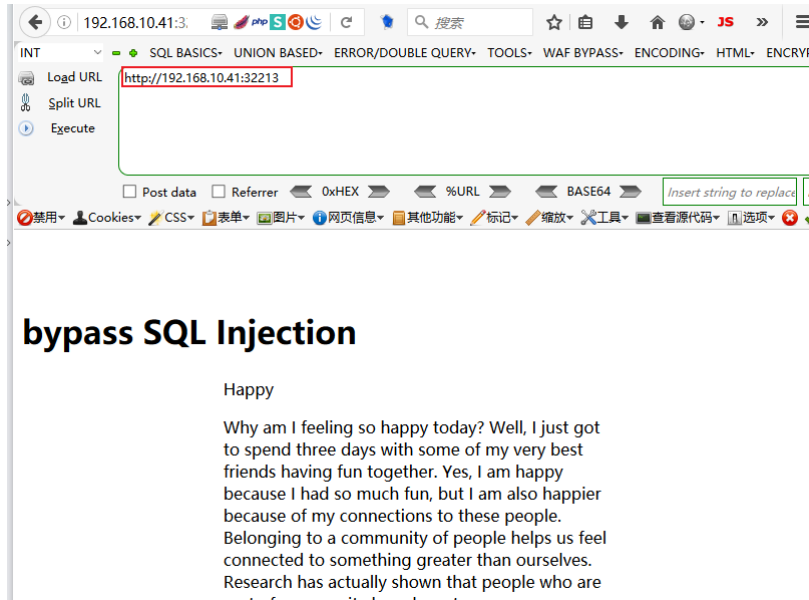 192.168.10.41:3
php
S
搜索
JS
INT
SQL BASICS
UNION BASED
ERROR/DOUBLE QUERY
TOOLS
WAF BYPASS
ENCODING
HTML
ENCRYP
Load URL
http://192.168.10.41:32213
Split URL
Execute
Post data
Referrer
0xHEX
%URL
BASE64
Insert string to replace
禁用
Cookies
CSS
表单
图片
网页信息
其他功能
标记
缩放
工具
查看源代码
选项
bypass SQL Injection
Happy
Why am I feeling so happy today? Well, I just got
to spend three days with some of my very best
friends having fun together. Yes, I am happy
because I had so much fun, but I am also happier
because of my connections to these people.
Belonging to a community of people helps us feel
connected to something greater than ourselves.
Research has actually shown that people who are